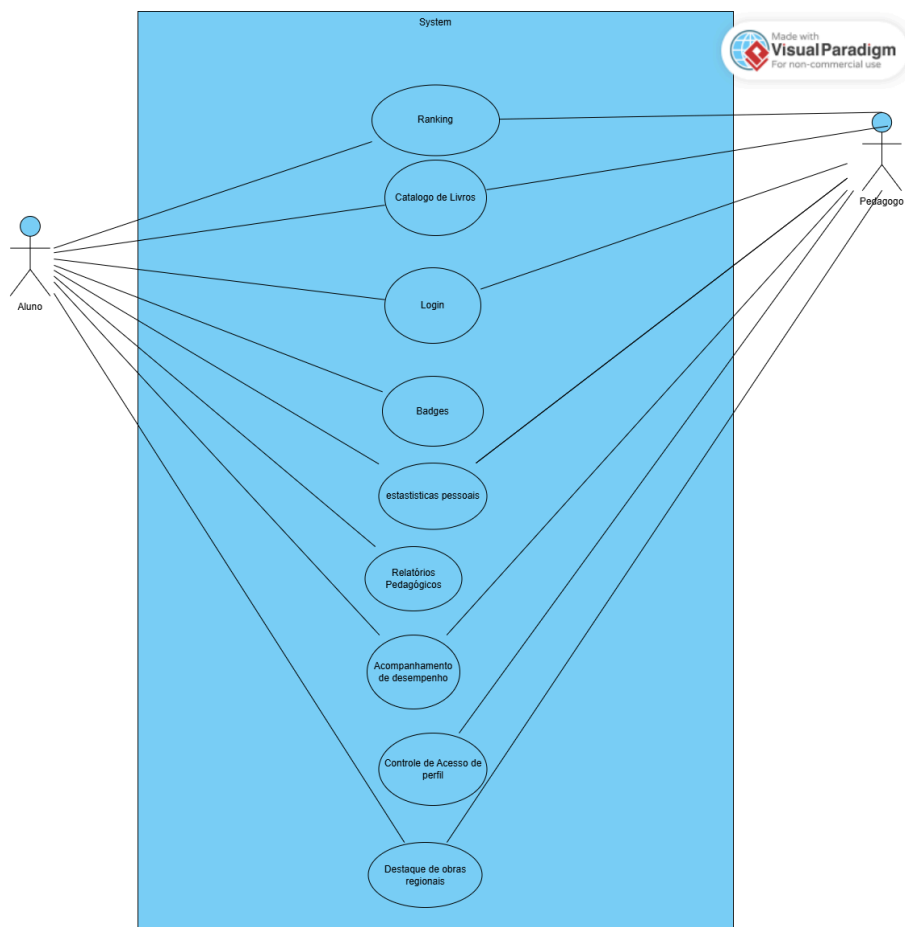 System
Made with
Visual Paradigm
For non-commercial use
Ranking
Catalogo de Livros
Pedagogo
Aluno
Login
Badges
estastisticas pessoais
Relatórios
Pedagógicos
Acompanhamento
de desempenho
Controle de Acesso de
perfil
Destaque de obras
regionais